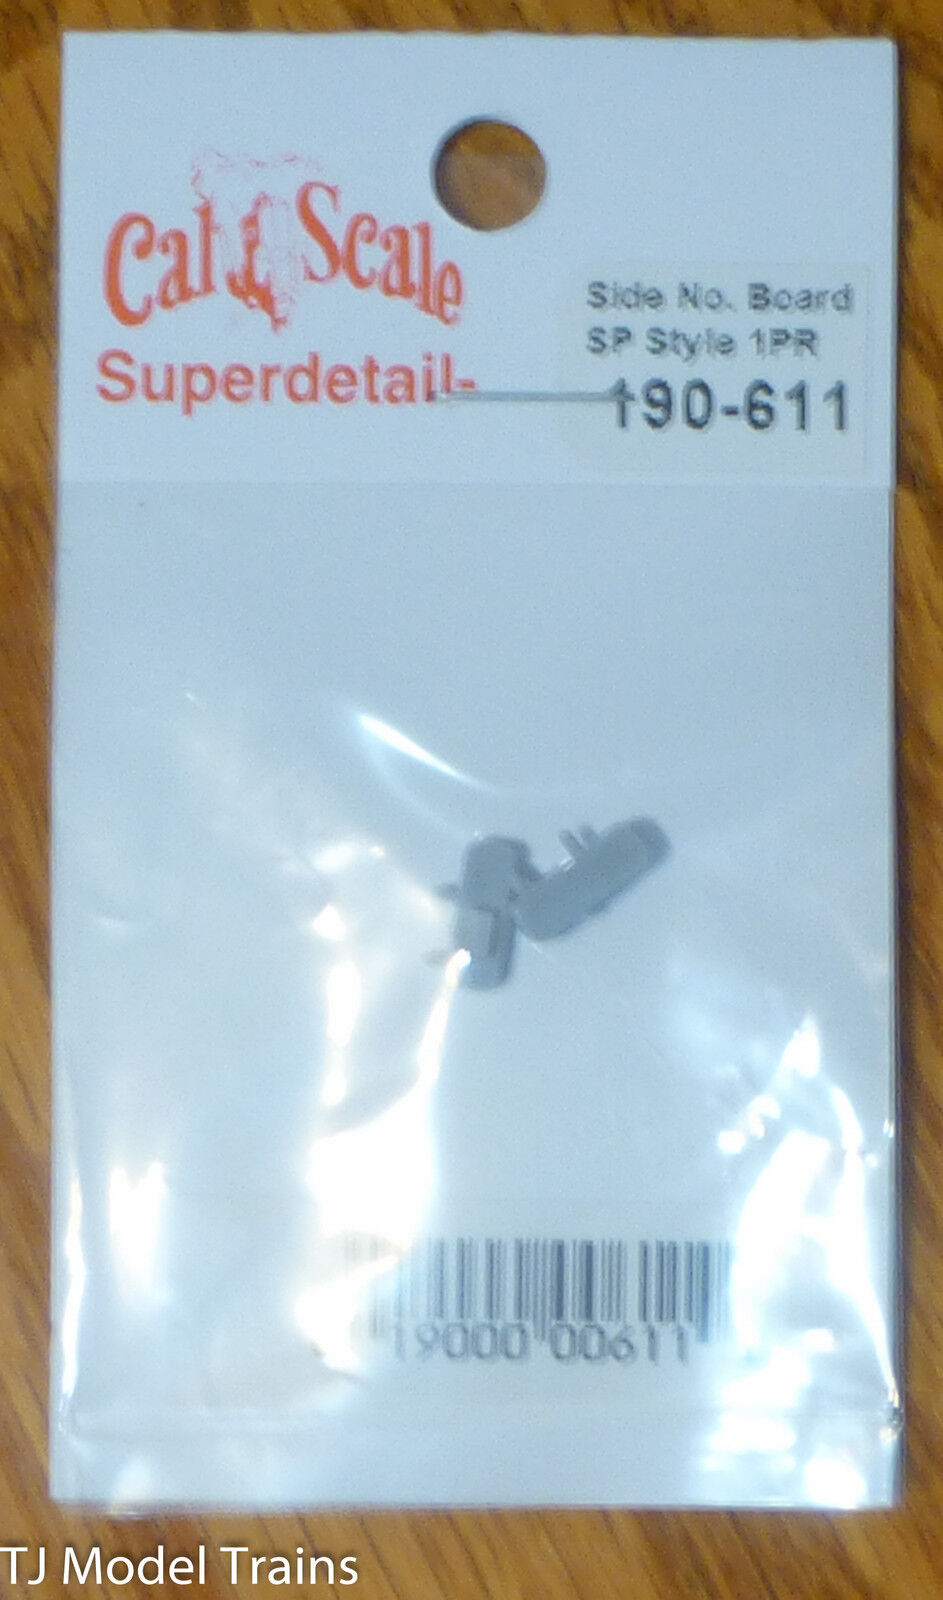 Cal Scale
Superdetail-
Side No. Board
SP Style 1PR
190-611
19000 00611
TJ Model Trains